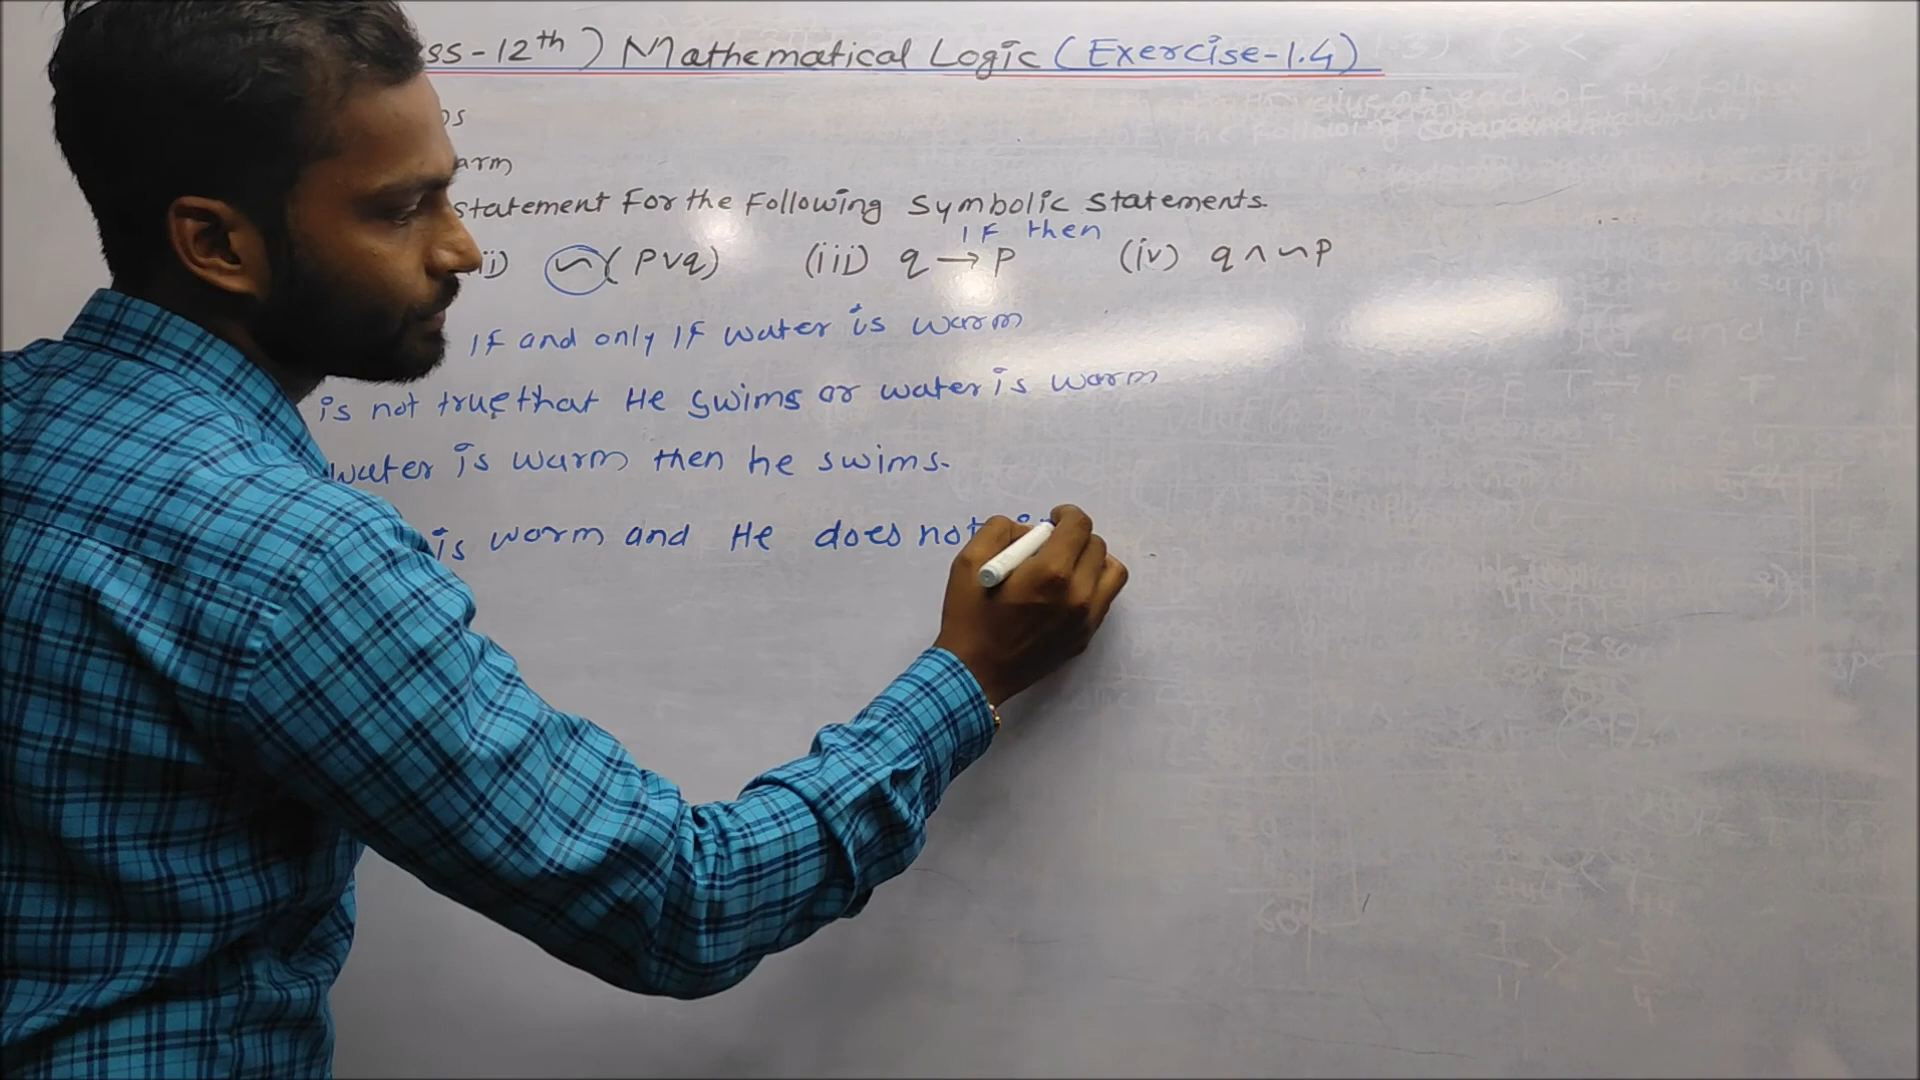 ss-12th) Mathematical Logic (Exercise-1.4)
s
arm
statement For the Following Symbolic Statements.
IF then
ii) ~(p∨q) (iii) q → p (iv) q ∧ ~p
IF and only IF water is warm
is not true that He swims or water is warm
water is warm then he swims.
is warm and He does not